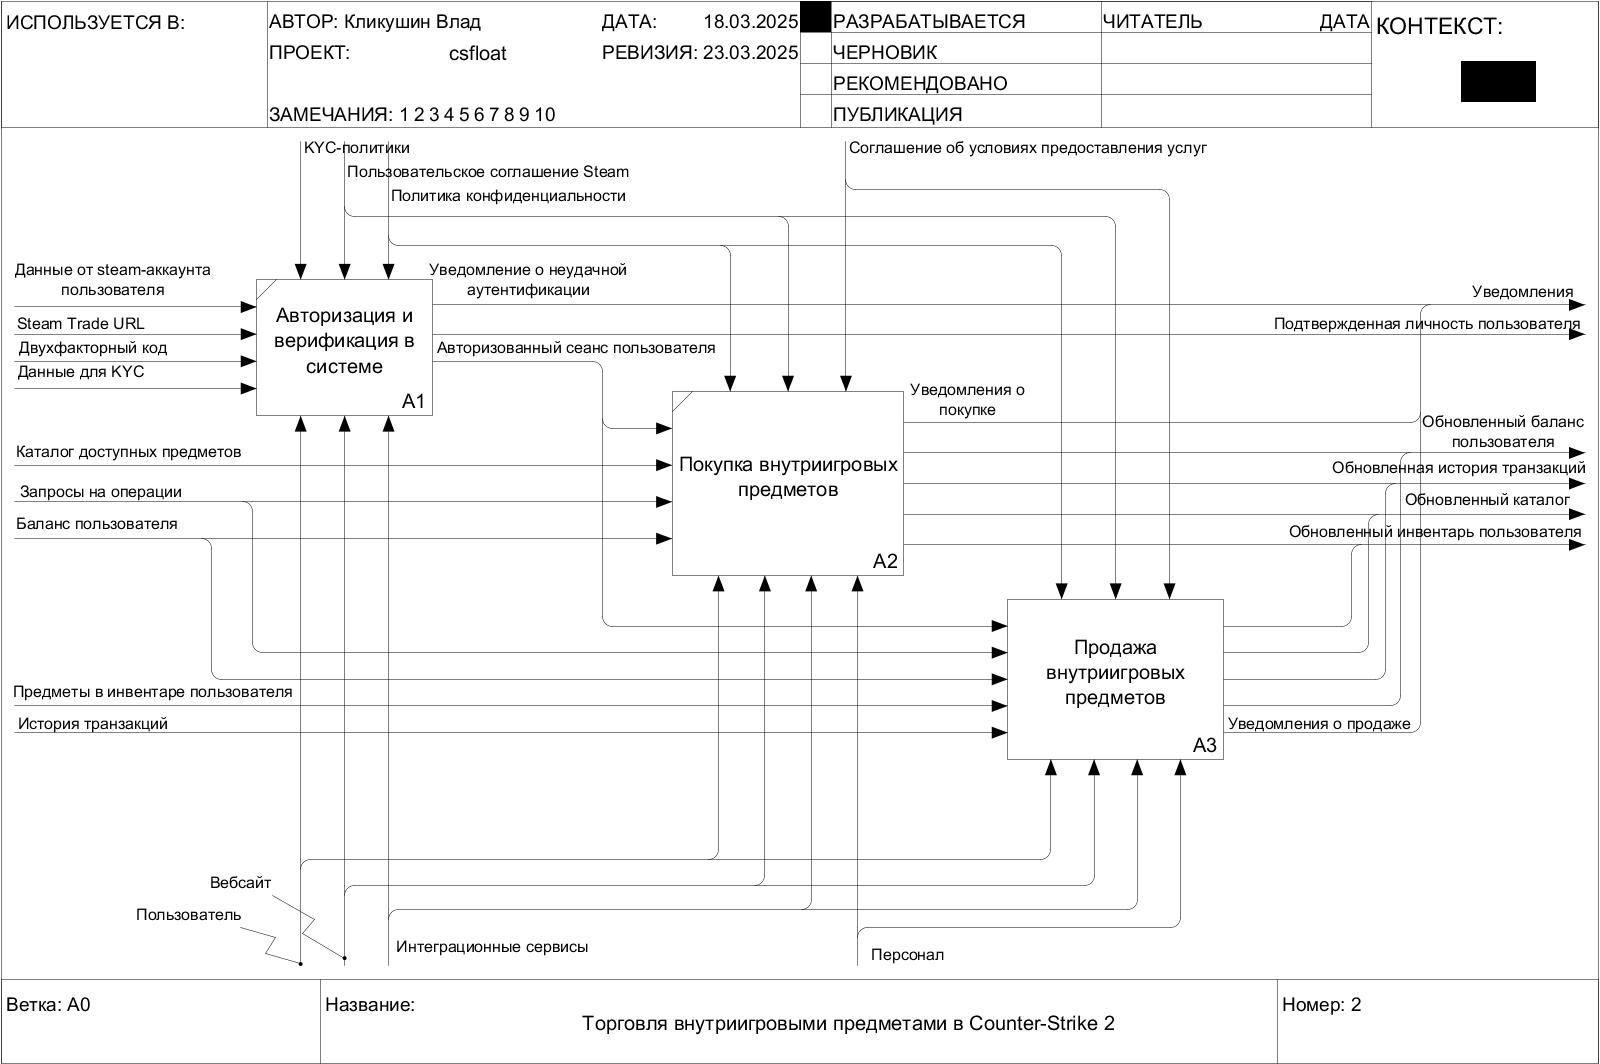 ИСПОЛЬЗУЕТСЯ В:
АВТОР: Кликушин Влад
ДАТА: 18.03.2025
ПРОЕКТ: csfloat
РЕВИЗИЯ: 23.03.2025
ЗАМЕЧАНИЯ: 1 2 3 4 5 6 7 8 9 10
РАЗРАБАТЫВАЕТСЯ
ЧЕРНОВИК
РЕКОМЕНДОВАНО
ПУБЛИКАЦИЯ
ЧИТАТЕЛЬ
ДАТА
КОНТЕКСТ:
KYC-политики
Пользовательское соглашение Steam
Политика конфиденциальности
Соглашение об условиях предоставления услуг
Данные от steam-аккаунта
пользователя
Steam Trade URL
Двухфакторный код
Данные для KYC
Авторизация и
верификация в
системе
A1
Уведомление о неудачной
аутентификации
Авторизованный сеанс пользователя
Уведомления
Подтвержденная личность пользователя
Каталог доступных предметов
Запросы на операции
Баланс пользователя
Покупка внутриигровых
предметов
A2
Уведомления о
покупке
Обновленный баланс
пользователя
Обновленная история транзакций
Обновленный каталог
Обновленный инвентарь пользователя
Предметы в инвентаре пользователя
История транзакций
Продажа
внутриигровых
предметов
A3
Уведомления о продаже
Вебсайт
Пользователь
Интеграционные сервисы
Персонал
Ветка: A0
Название:
Торговля внутриигровыми предметами в Counter-Strike 2
Номер: 2